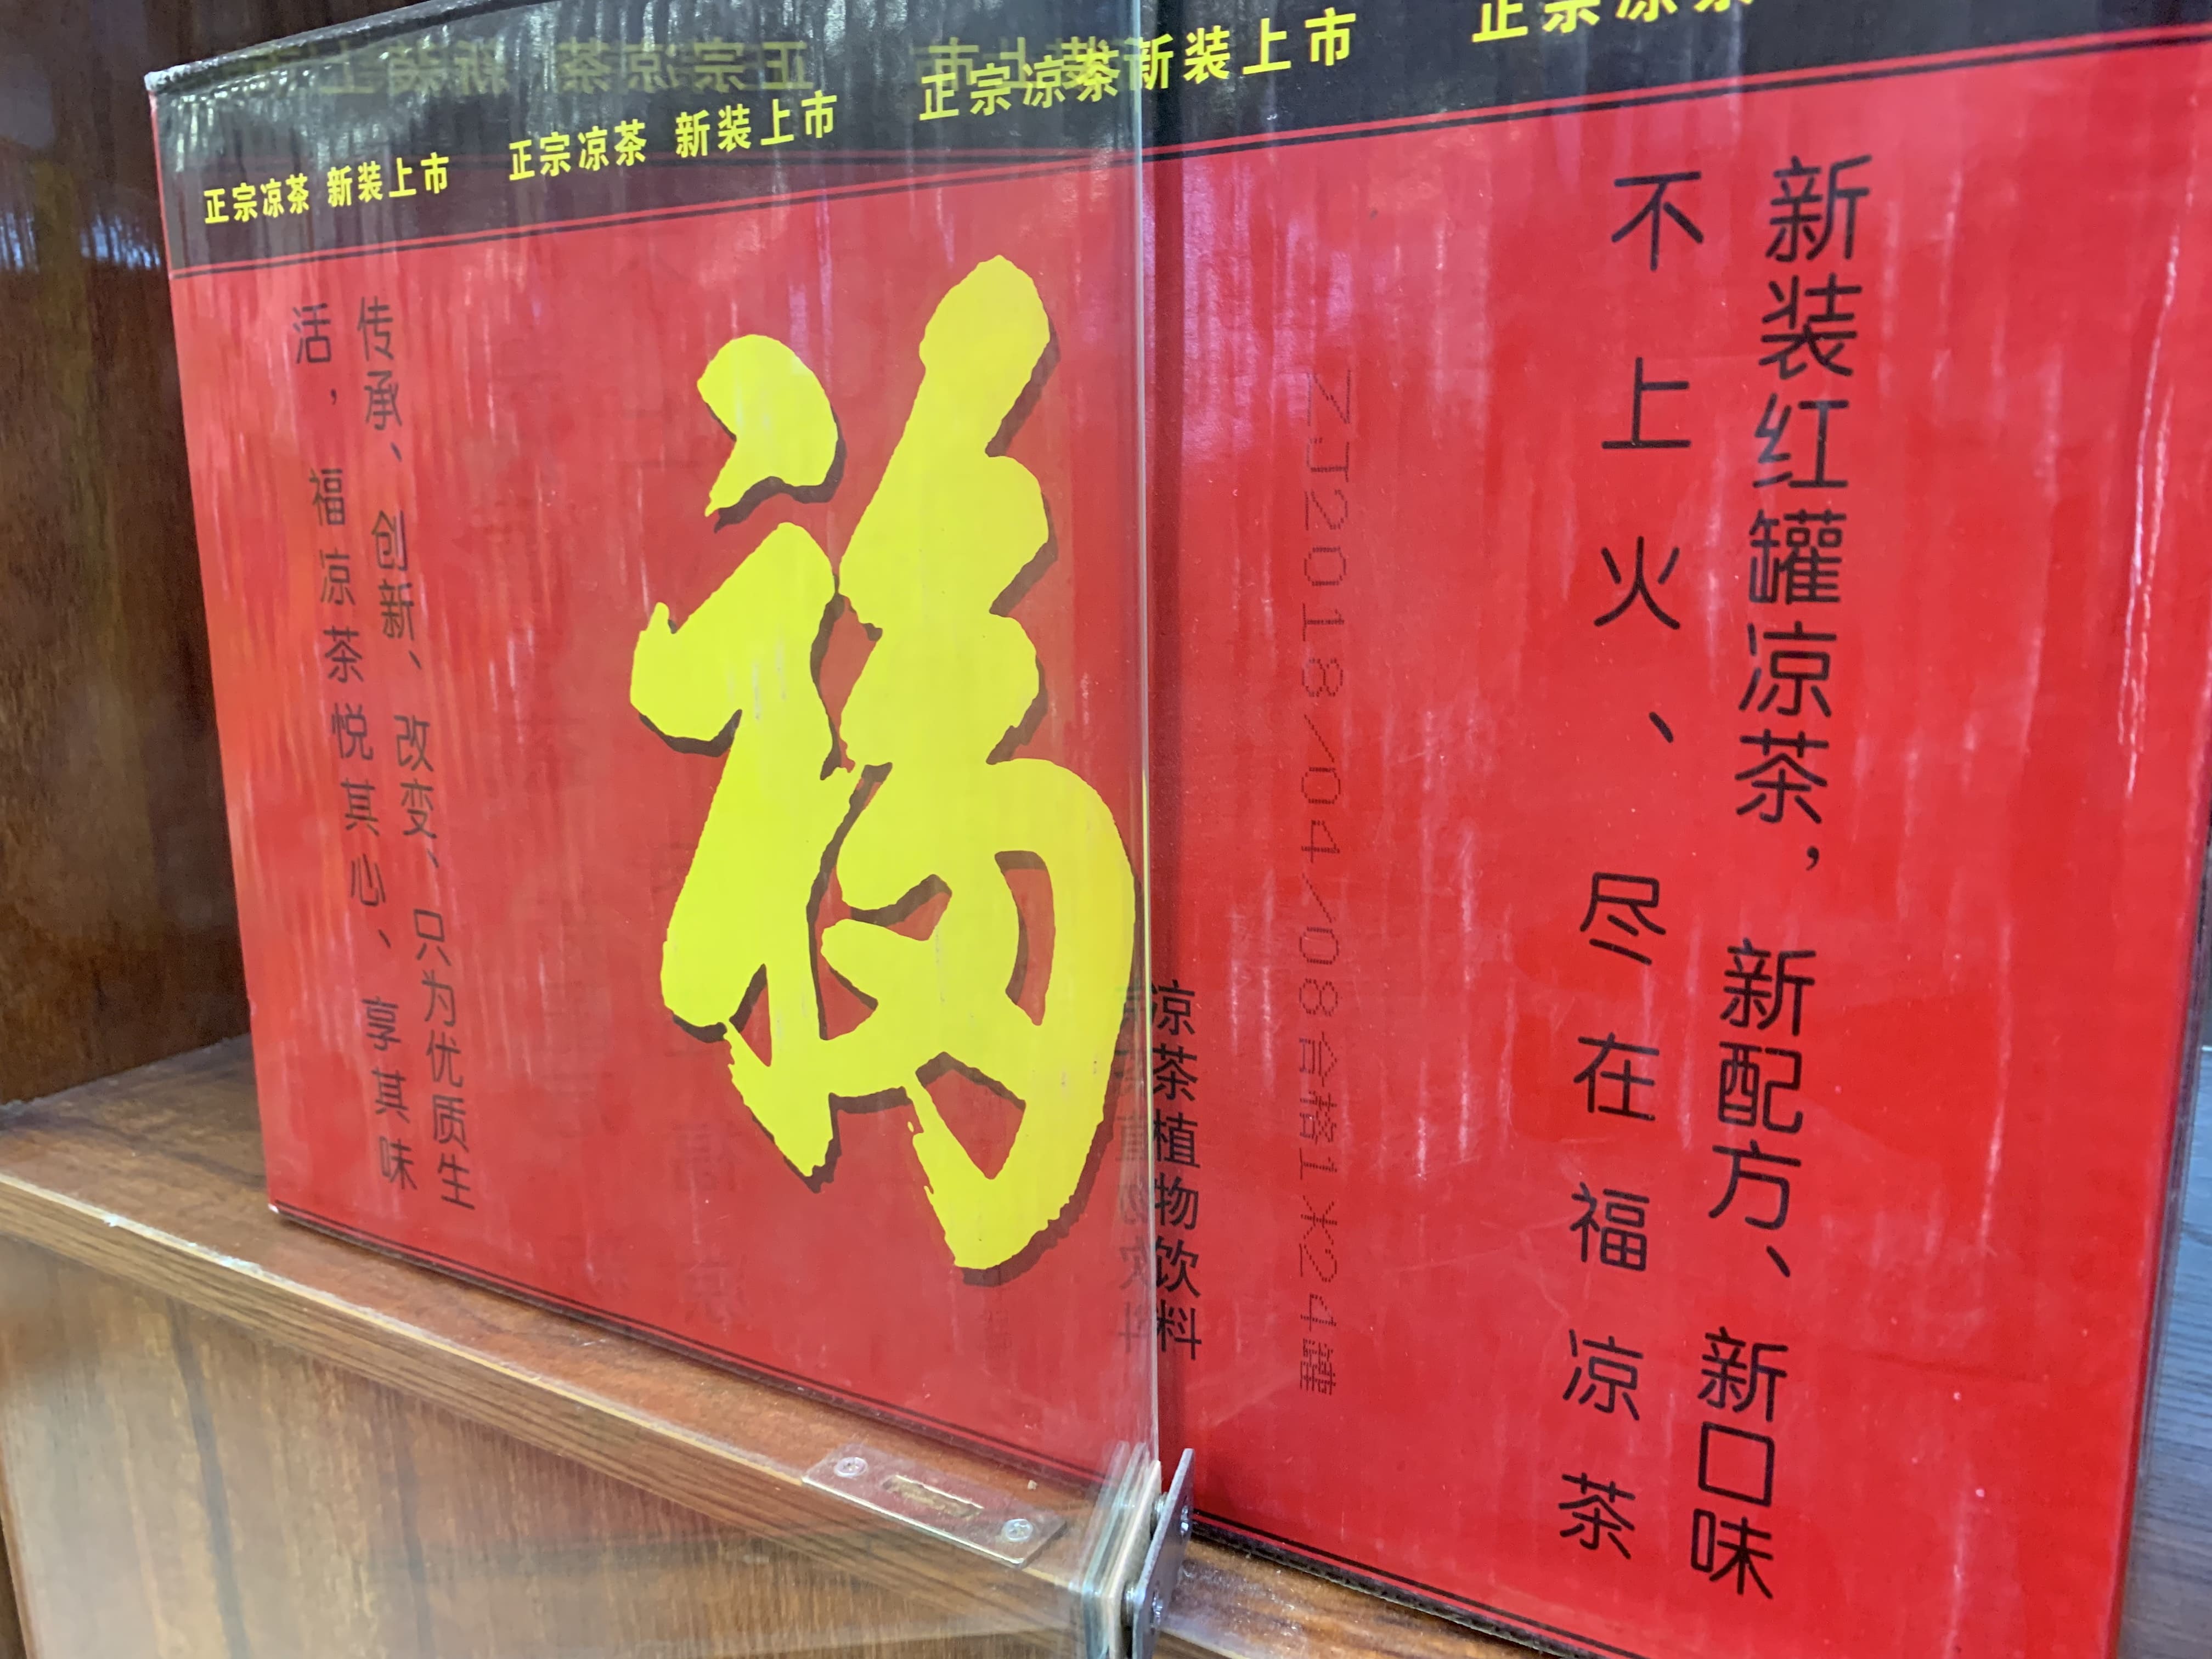 正宗凉茶 新装上市
正宗凉茶 新装上市
正宗凉茶 新装上市
正宗凉茶
新装红罐凉茶，新配方、新口味
不上火、尽在福凉茶
ZJ2018/04/08合格1*24罐
凉茶植物饮料
福
传承、创新、改变、只为优质生
活，福凉茶悦其心、享其味